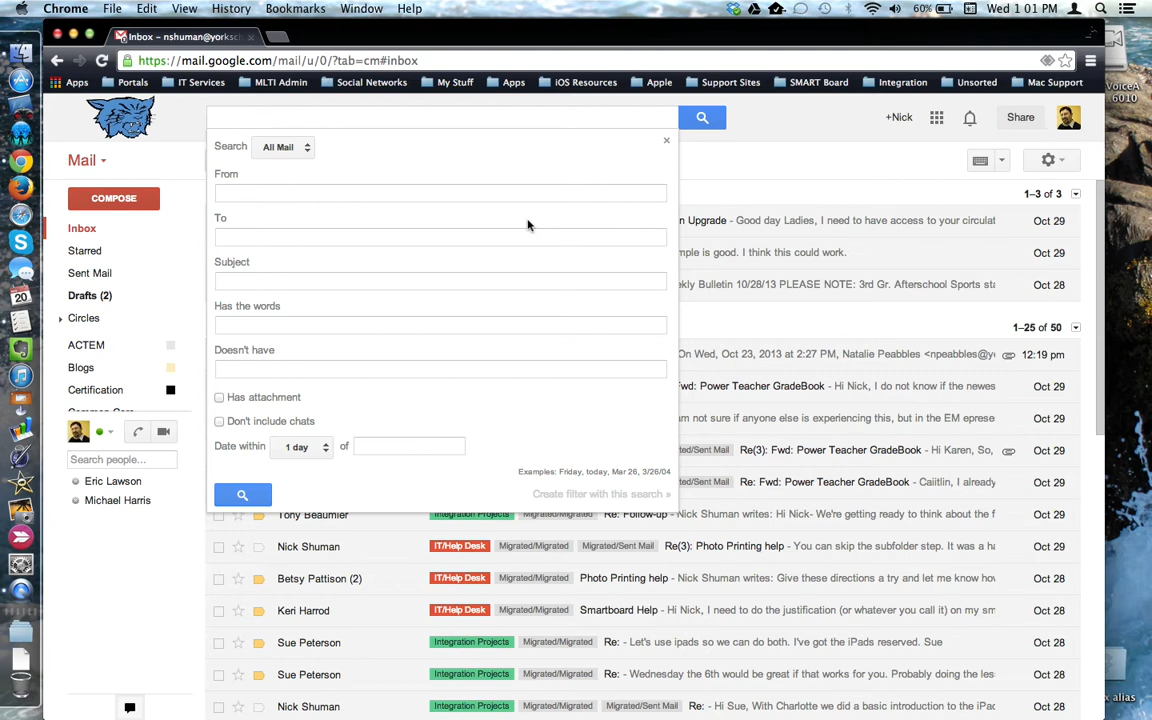 Chrome File Edit View History Bookmarks Window Help 60% Wed 1 01 PM
Inbox – nshuman@yorksc
https://mail.google.com/mail/u/0/?tab=cm#inbox
Apps Portals IT Services MLTI Admin Social Networks My Stuff Apps iOS Resources Apple Support Sites SMART Board Integration Unsorted Mac Support
VoiceA
6010
+Nick Share
Search All Mail
Mail
From
COMPOSE
1–3 of 3
To
n Upgrade - Good day Ladies, I need to have access to your circulat Oct 29
Inbox
Starred
mple is good. I think this could work. Oct 29
Subject
Sent Mail
ekly Bulletin 10/28/13 PLEASE NOTE: 3rd Gr. Afterschool Sports sta Oct 28
Drafts (2)
20
Has the words
Circles
1–25 of 50
ACTEM
Doesn't have
On Wed, Oct 23, 2013 at 2:27 PM, Natalie Peabbles <npeabbles@y 12:19 pm
Blogs
Fwd: Power Teacher GradeBook - Hi Nick, I do not know if the newes Oct 29
Certification
Has attachment
Common Core
Don't include chats
am not sure if anyone else is experiencing this, but in the EM eprese Oct 29
Date within 1 day of
ed/Sent Mail Re(3): Fwd: Power Teacher GradeBook - Hi Karen, So, Oct 29
Search people...
Examples: Friday, today, Mar 26, 3/26/04
Eric Lawson
ed/Sent Mail Re: Fwd: Power Teacher GradeBook - Caiitlin, I already Oct 29
Create filter with this search »
Michael Harris
Tony Beaumier Integration Projects Migrated/Migrated Re: Follow-up - Nick Shuman writes: Hi Nick- We're getting ready to think about the f Oct 29
Nick Shuman IT/Help Desk Migrated/Migrated Migrated/Sent Mail Re(3): Photo Printing help - You can skip the subfolder step. It was a ha Oct 29
Betsy Pattison (2) IT/Help Desk Migrated/Migrated Photo Printing help - Nick Shuman writes: Give these directions a try and let me know how Oct 28
Keri Harrod IT/Help Desk Migrated/Migrated Smartboard Help - Hi Nick, I need to do the justification (or whatever you call it) on my sm Oct 28
Sue Peterson Integration Projects Migrated/Migrated Re: - Let's use ipads so we can do both. I've got the iPads reserved. Sue Oct 28
Sue Peterson Integration Projects Migrated/Migrated Re: - Wednesday the 6th would be great if that works for you. Probably doing the les Oct 28
x alias
Nick Shuman Integration Projects Migrated/Migrated Migrated/Sent Mail Re: - Hi Sue, With Charlotte we did a basic introduction to the iPac Oct 28